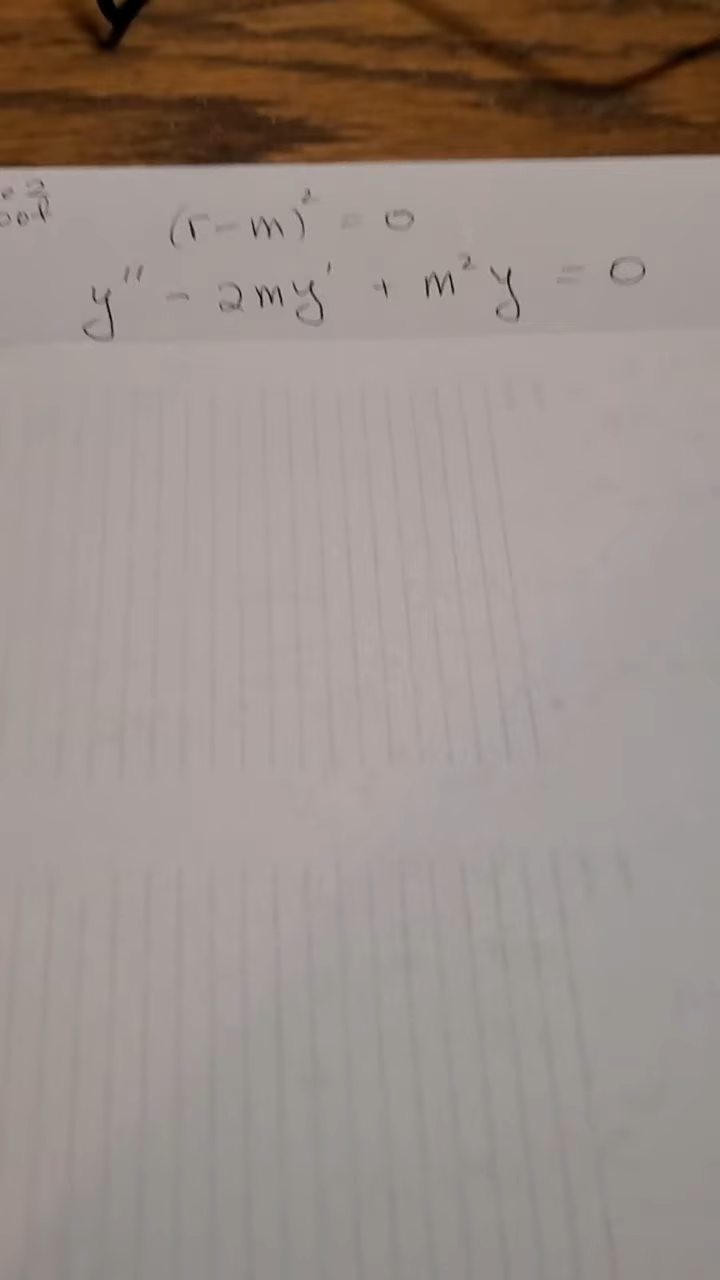 (r-m)² = 0
y'' - 2my' + m²y = 0